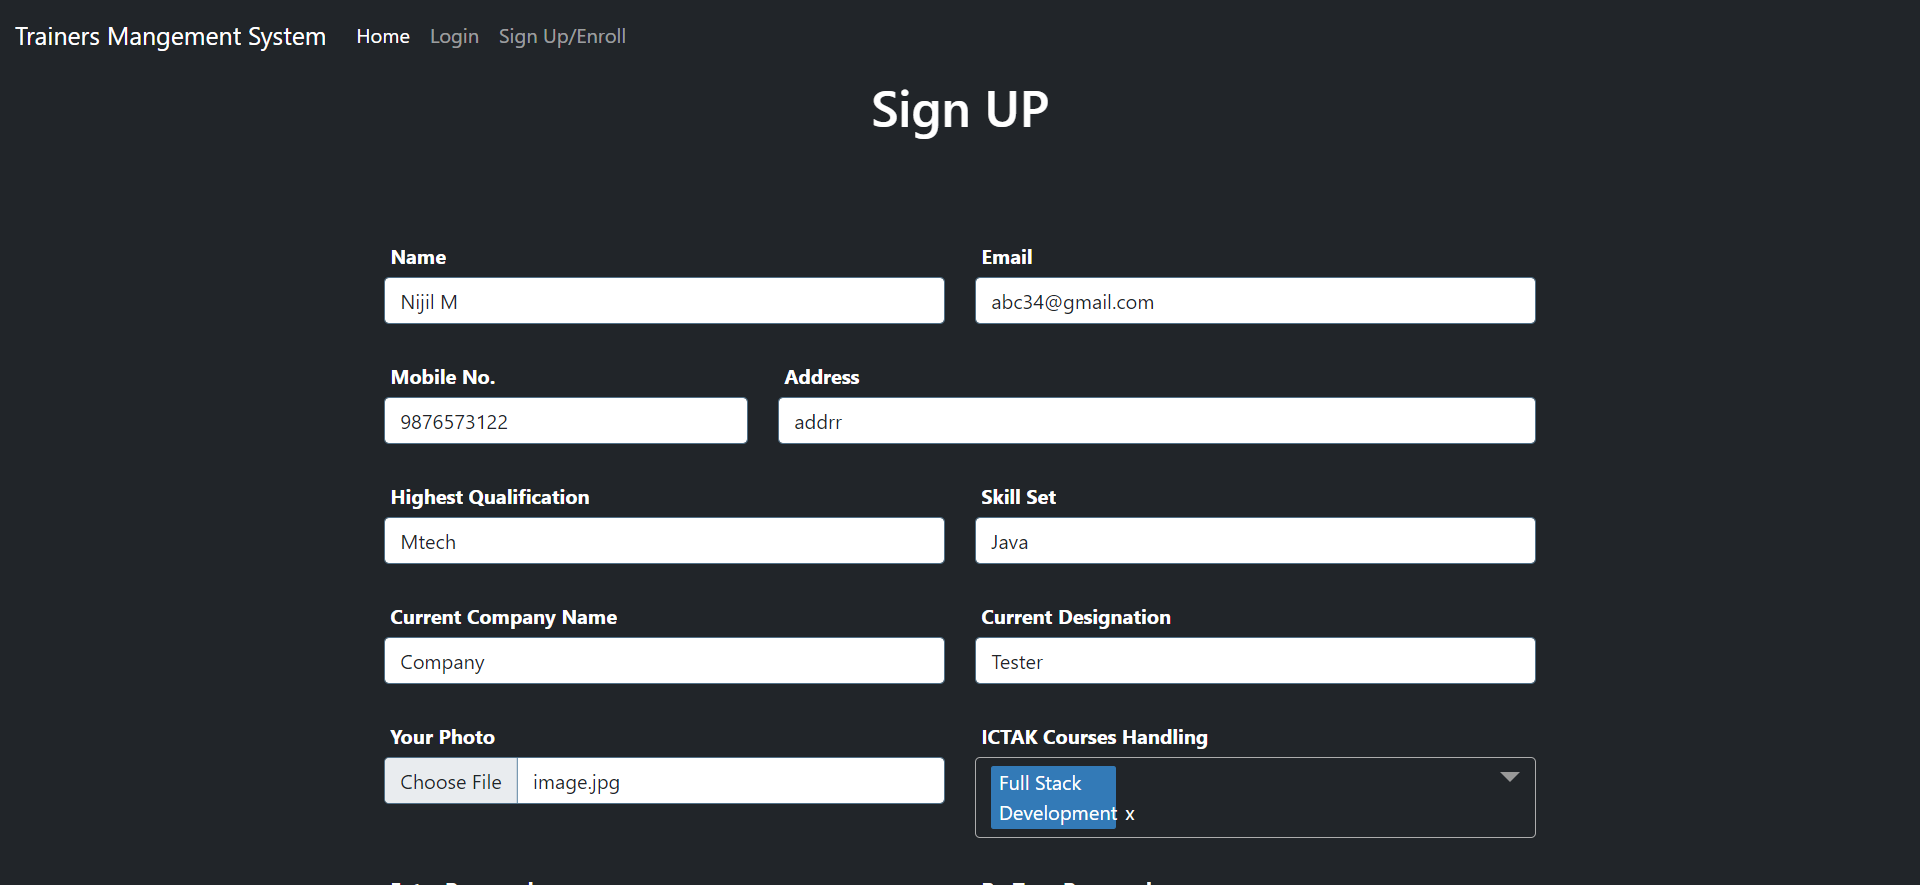 Trainers Mangement System Home Login Sign Up/Enroll
Sign UP
Name Email
Nijil M abc34@gmail.com
Mobile No. Address
9876573122 addrr
Highest Qualification Skill Set
Mtech Java
Current Company Name Current Designation
Company Tester
Your Photo ICTAK Courses Handling
Choose File image.jpg Full Stack
Development x